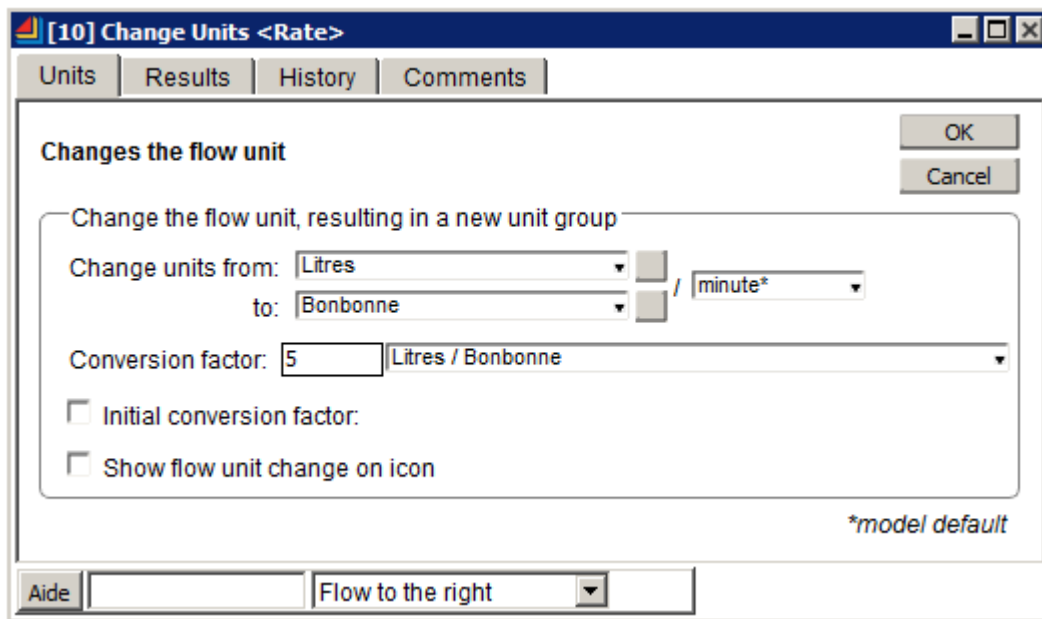 [10] Change Units <Rate>
Units Results History Comments
OK
Changes the flow unit
Cancel
Change the flow unit, resulting in a new unit group
Change units from: Litres / minute*
to: Bonbonne
Conversion factor: 5 Litres / Bonbonne
Initial conversion factor:
Show flow unit change on icon
*model default
Aide Flow to the right